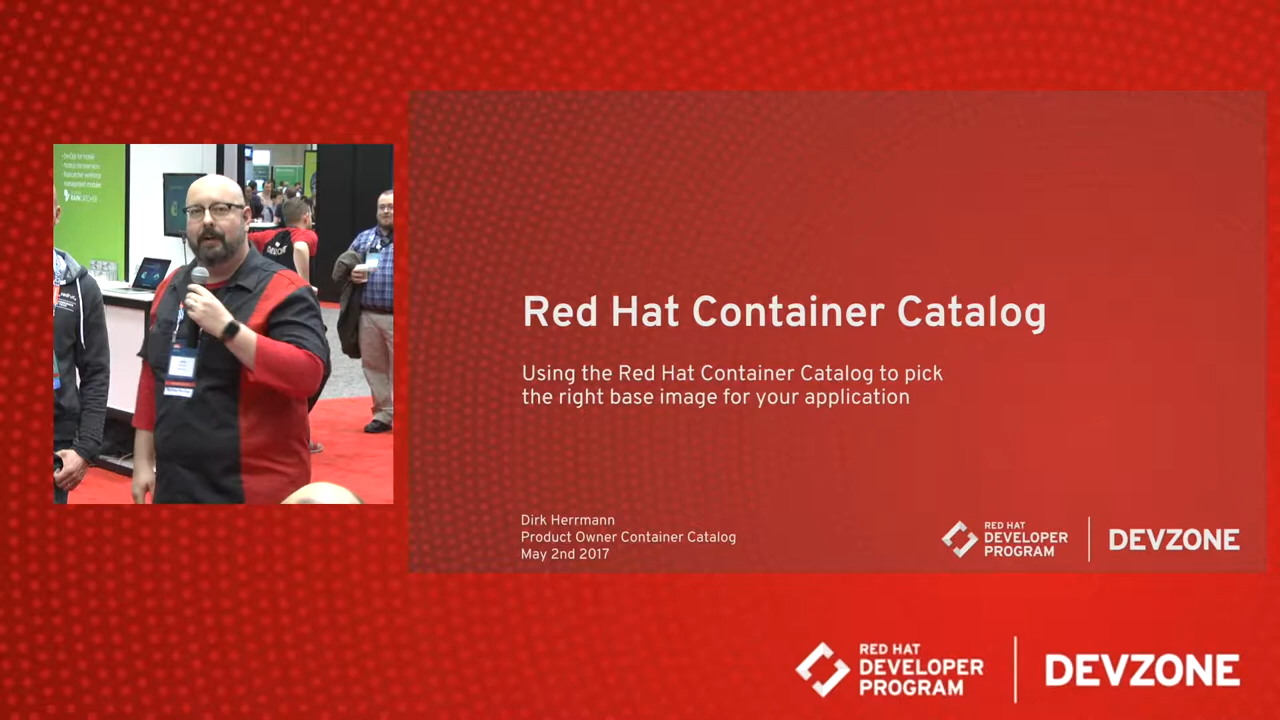 RAINCATCHER
DEVZONE
Red Hat Container Catalog
Using the Red Hat Container Catalog to pick
the right base image for your application
Dirk Herrmann
Product Owner Container Catalog
May 2nd 2017
RED HAT
DEVELOPER
PROGRAM
DEVZONE
RED HAT
DEVELOPER
PROGRAM
DEVZONE